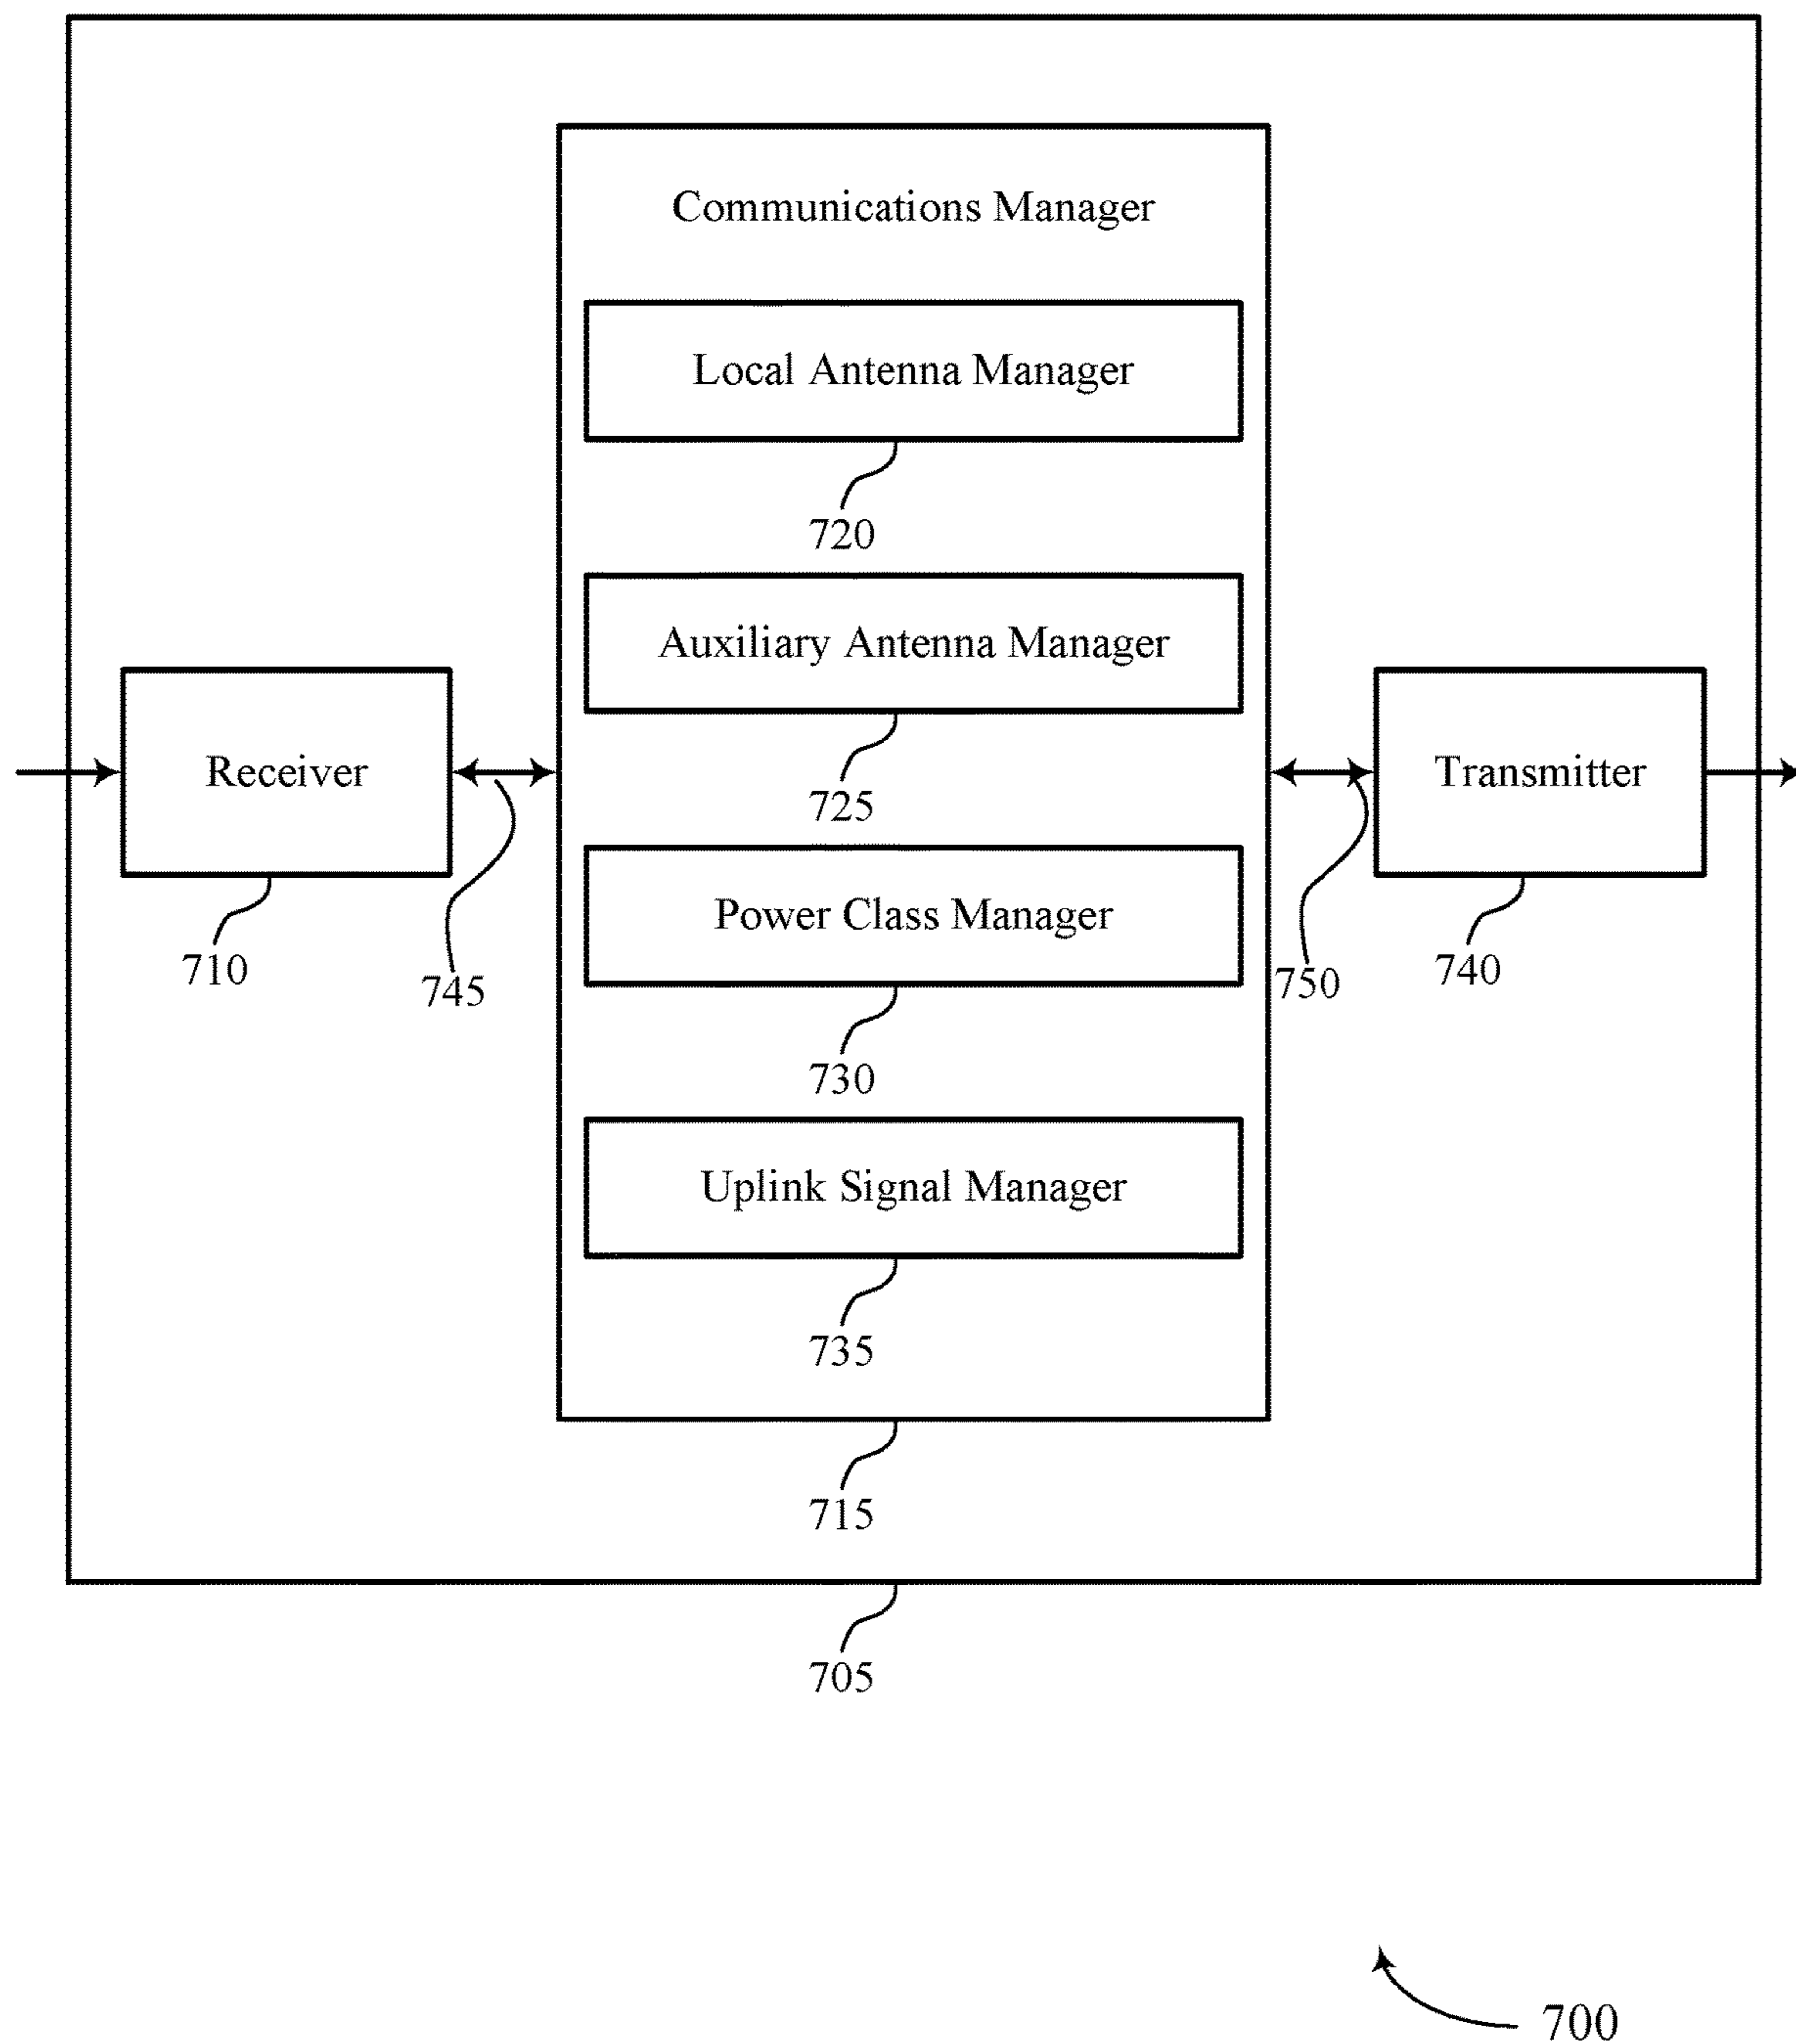 Communications Manager
Local Antenna Manager
720
Auxiliary Antenna Manager
725
Receiver
Transmitter
710
745
Power Class Manager
750
740
730
Uplink Signal Manager
735
715
705
700